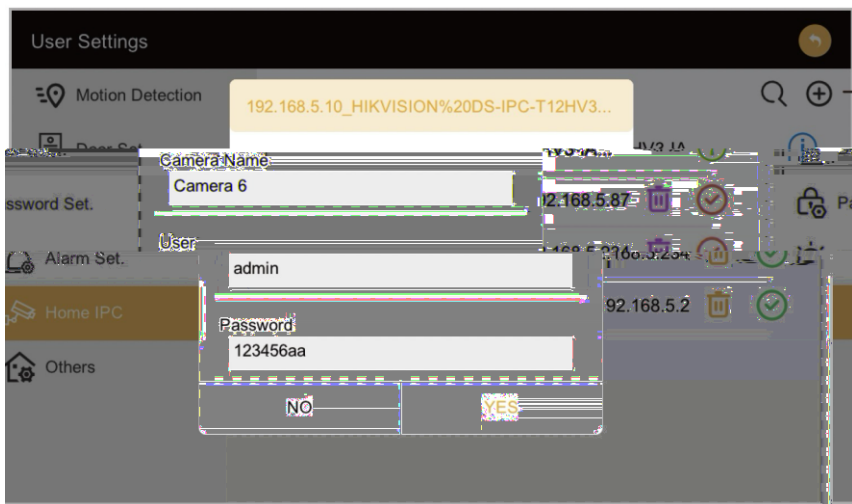 User Settings
Motion Detection
192.168.5.10_HIKVISION%20DS-IPC-T12HV3...
Camera Name
Camera 6
ssword Set.
2.168.5.87
User
Alarm Set.
admin
Home IPC
92.168.5.2
Password
123456aa
Others
NO
YES